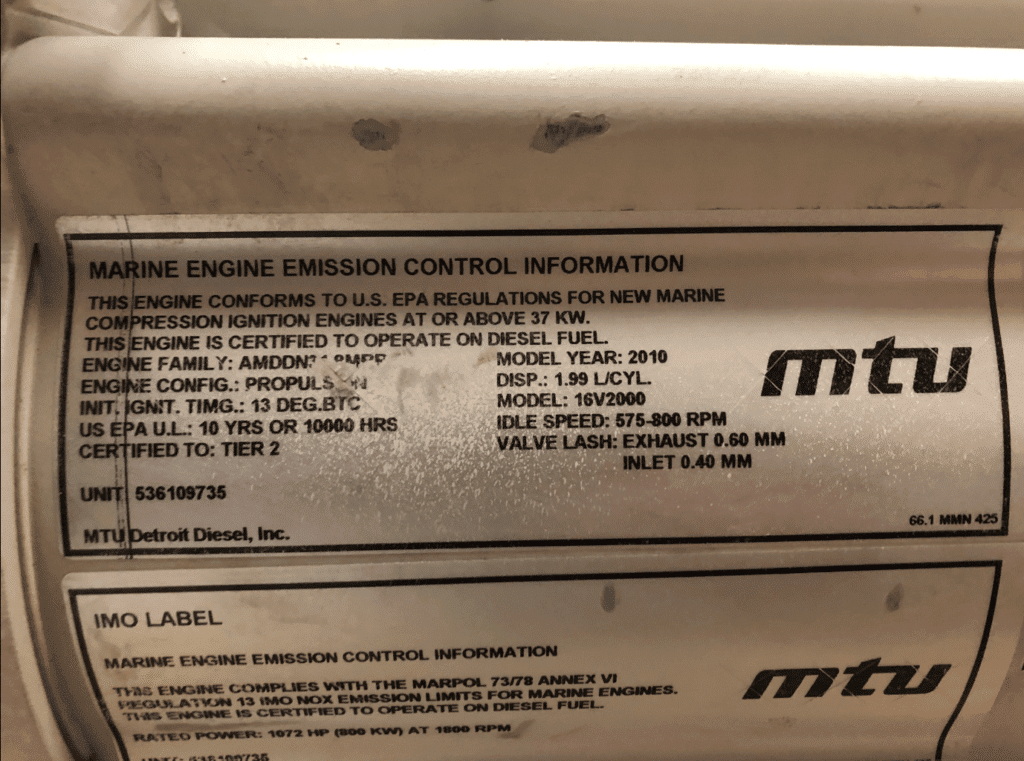 MARINE ENGINE EMISSION CONTROL INFORMATION
THIS ENGINE CONFORMS TO U.S. EPA REGULATIONS FOR NEW MARINE
COMPRESSION IGNITION ENGINES AT OR ABOVE 37 KW.
THIS ENGINE IS CERTIFIED TO OPERATE ON DIESEL FUEL.
ENGINE FAMILY: MODEL YEAR: 2010
ENGINE CONFIG.: DISP.: 1.99 L/CYL.
INIT. IGNIT. TIMG.: 13 DEG.BTC MODEL: 16V2000
US EPA U.L.: 10 YRS OR 10000 HRS IDLE SPEED: 575-800 RPM
CERTIFIED TO: TIER 2 VALVE LASH: EXHAUST 0.60 MM
INLET 0.40 MM
mtu
UNIT 536109735
MTU Detroit Diesel, Inc.
66.1 MMN 425
IMO LABEL
MARINE ENGINE EMISSION CONTROL INFORMATION
THIS ENGINE COMPLIES WITH THE MARPOL 73/78 ANNEX VI
REGULATION 13 IMO NOX EMISSION LIMITS FOR MARINE ENGINES.
THIS ENGINE IS CERTIFIED TO OPERATE ON DIESEL FUEL.
RATED POWER: 1072 HP (800 KW) AT 1800 RPM
mtu